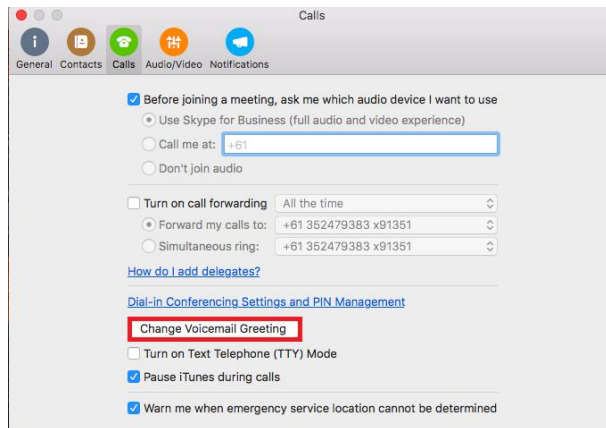 Calls
General Contacts Calls Audio/Video Notifications
Before joining a meeting, ask me which audio device I want to use
Use Skype for Business (full audio and video experience)
Call me at: +61
Don't join audio
Turn on call forwarding All the time
Forward my calls to: +61 352479383 x91351
Simultaneous ring: +61 352479383 x91351
How do I add delegates?
Dial-in Conferencing Settings and PIN Management
Change Voicemail Greeting
Turn on Text Telephone (TTY) Mode
Pause iTunes during calls
Warn me when emergency service location cannot be determined